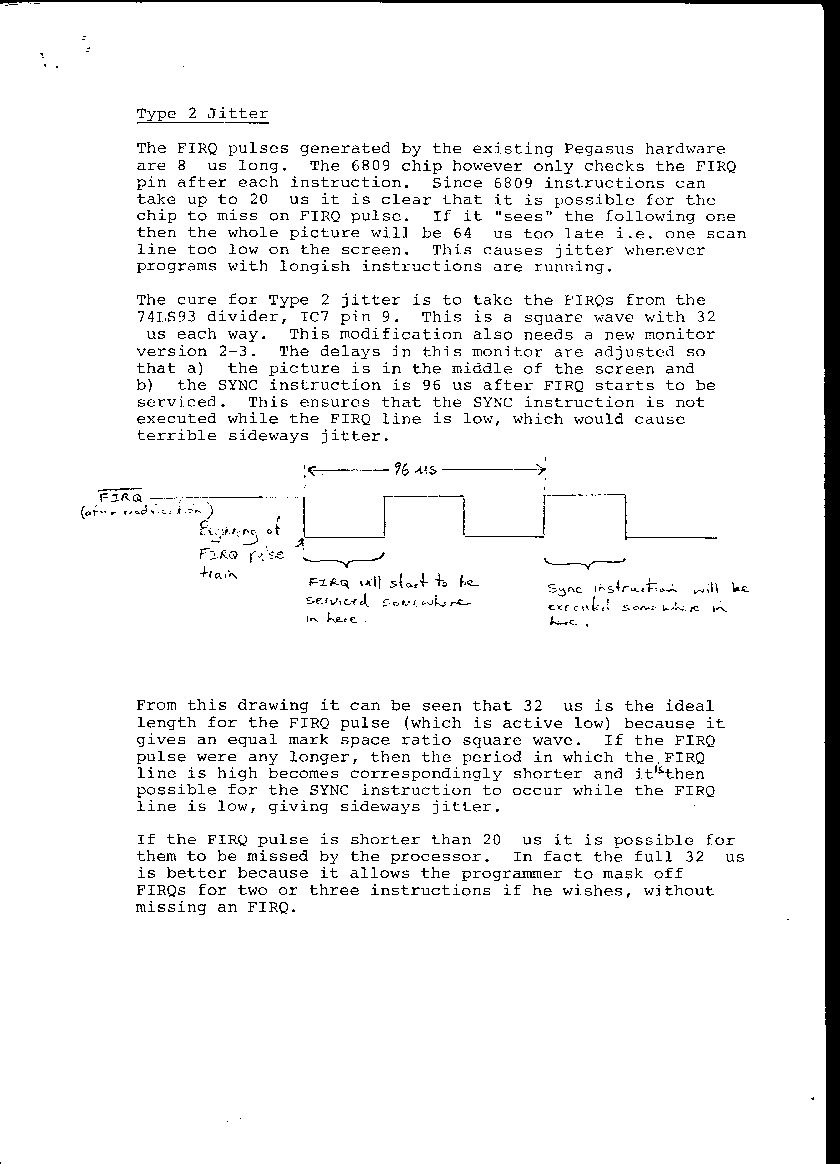 Type 2 Jitter
The FIRQ pulses generated by the existing Pegasus hardware
are 8 us long. The 6809 chip however only checks the FIRQ
pin after each instruction. Since 6809 instructions can
take up to 20 us it is clear that it is possible for the
chip to miss on FIRQ pulse. If it "sees" the following one
then the whole picture will be 64 us too late i.e. one scan
line too low on the screen. This causes jitter whenever
programs with longish instructions are running.
The cure for Type 2 jitter is to take the FIRQs from the
74LS93 divider, IC7 pin 9. This is a square wave with 32
us each way. This modification also needs a new monitor
version 2-3. The delays in this monitor are adjusted so
that a) the picture is in the middle of the screen and
b) the SYNC instruction is 96 us after FIRQ starts to be
serviced. This ensures that the SYNC instruction is not
executed while the FIRQ line is low, which would cause
terrible sideways jitter.
96 us
FIRQ
(after modification)
Beginning of
FIRQ pulse
train
FIRQ will start to be
serviced somewhere
in here.
Sync instruction will be
executed somewhere in
here.
From this drawing it can be seen that 32 us is the ideal
length for the FIRQ pulse (which is active low) because it
gives an equal mark space ratio square wave. If the FIRQ
pulse were any longer, then the period in which the FIRQ
line is high becomes correspondingly shorter and it is then
possible for the SYNC instruction to occur while the FIRQ
line is low, giving sideways jitter.
If the FIRQ pulse is shorter than 20 us it is possible for
them to be missed by the processor. In fact the full 32 us
is better because it allows the programmer to mask off
FIRQs for two or three instructions if he wishes, without
missing an FIRQ.